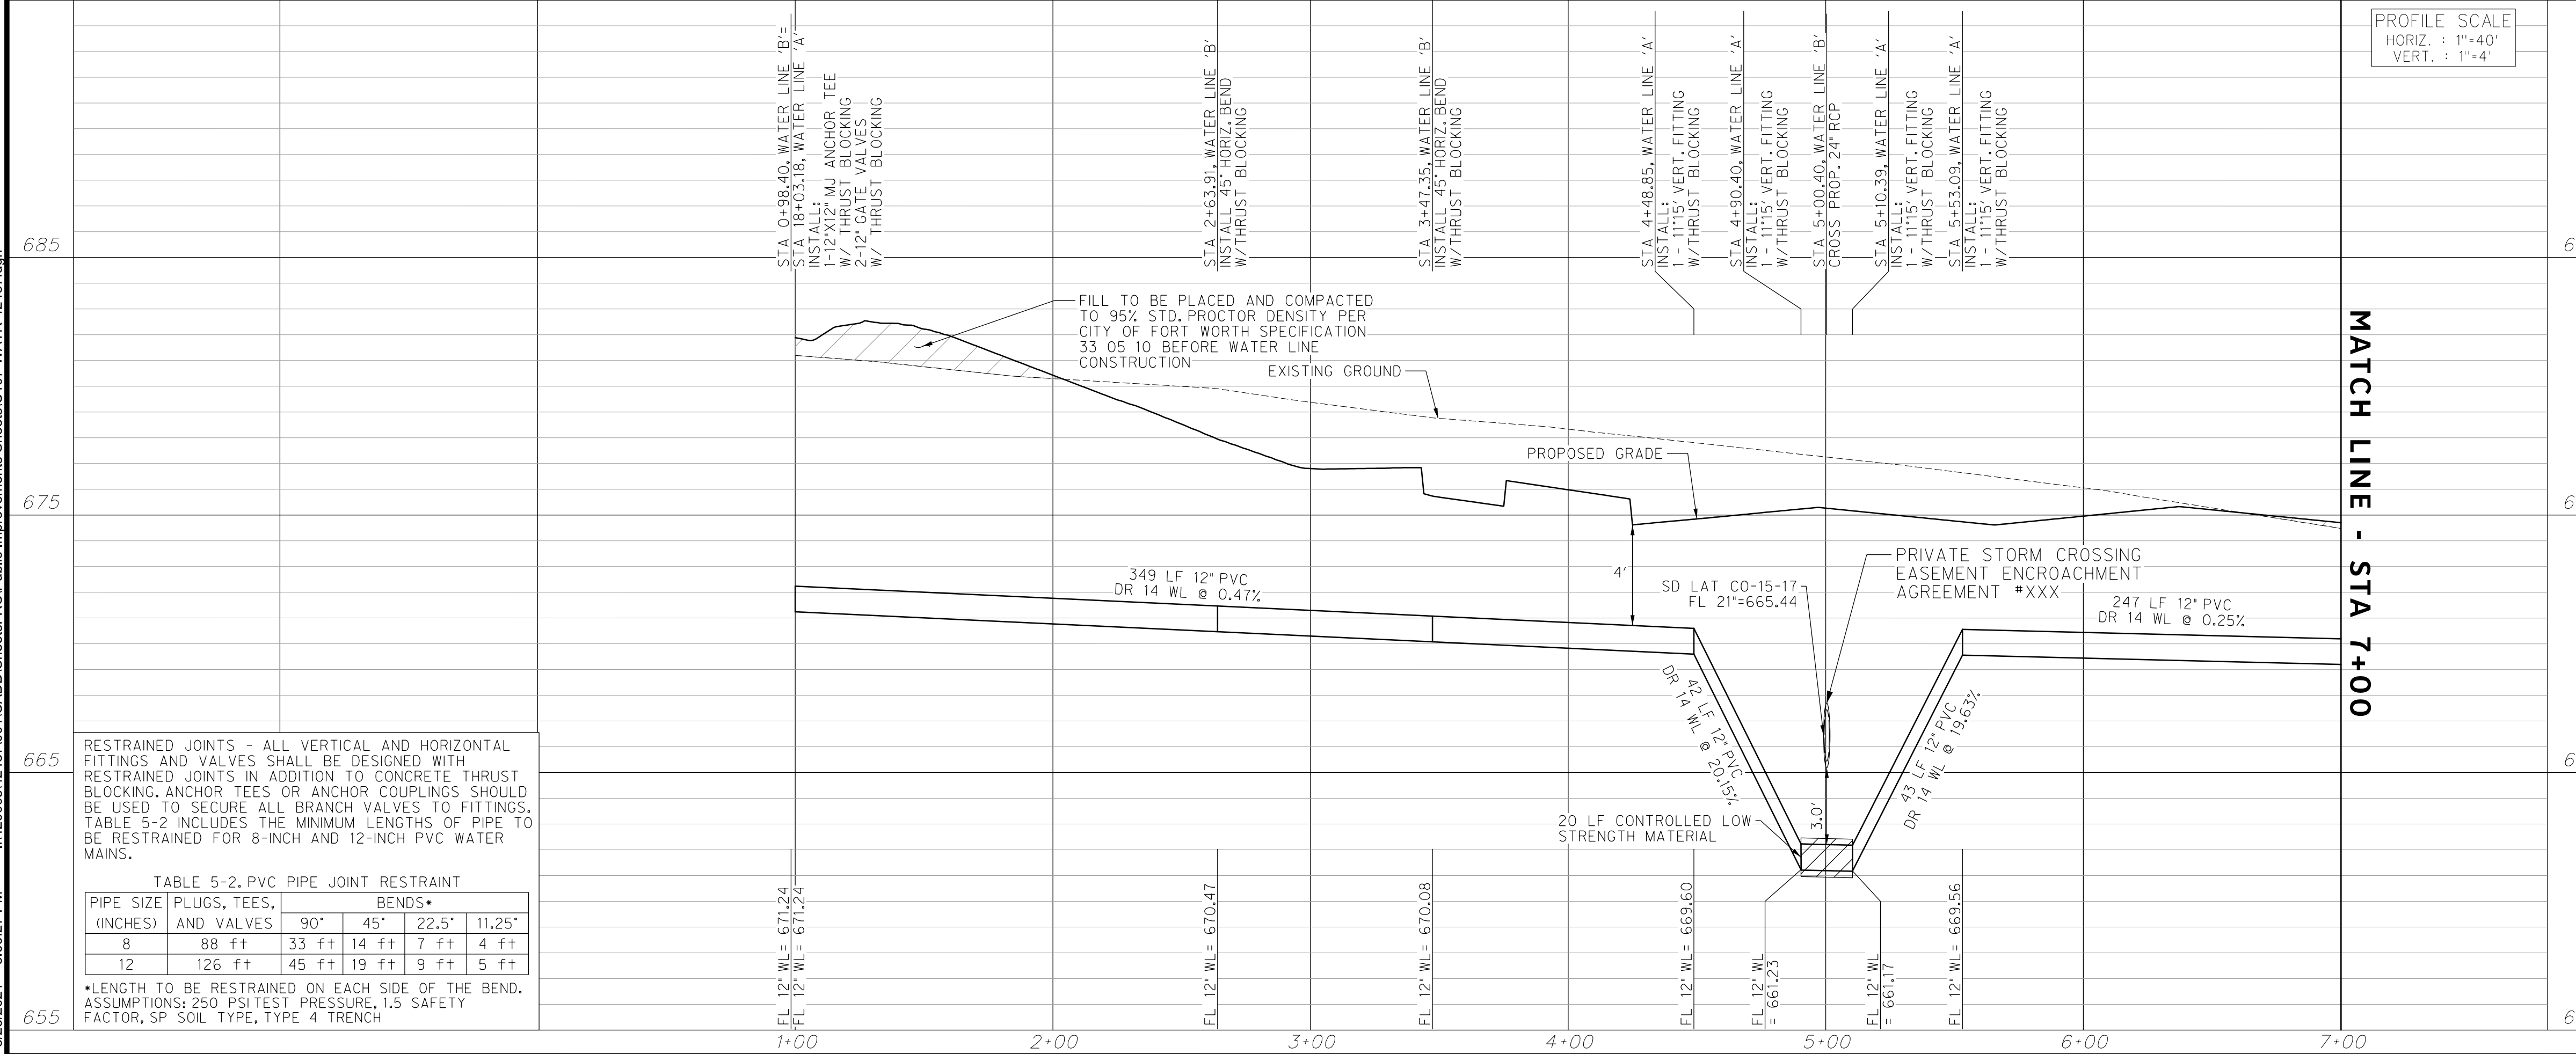 PROFILE SCALE
HORIZ. : 1"=40'
VERT. : 1"=4'
STA 0+98.40, WATER LINE 'B'=
STA 18+03.18, WATER LINE 'A'
INSTALL:
1-12"X12" MJ ANCHOR TEE
W/ THRUST BLOCKING
2-12" GATE VALVES
W/ THRUST BLOCKING
STA 2+63.91, WATER LINE 'B'
INSTALL 45° HORIZ. BEND
W/THRUST BLOCKING
STA 3+47.35, WATER LINE 'B'
INSTALL 45° HORIZ. BEND
W/THRUST BLOCKING
STA 4+48.85, WATER LINE 'A'
INSTALL:
1 - 11°15' VERT. FITTING
W/THRUST BLOCKING
STA 4+90.40, WATER LINE 'A'
INSTALL:
1 - 11°15' VERT. FITTING
W/THRUST BLOCKING
STA 5+00.40, WATER LINE 'B'
CROSS PROP. 24" RCP
STA 5+10.39, WATER LINE 'A'
INSTALL:
1 - 11°15' VERT. FITTING
W/THRUST BLOCKING
STA 5+53.09, WATER LINE 'A'
INSTALL:
1 - 11°15' VERT. FITTING
W/THRUST BLOCKING
685
675
665
655
FILL TO BE PLACED AND COMPACTED
TO 95% STD. PROCTOR DENSITY PER
CITY OF FORT WORTH SPECIFICATION
33 05 10 BEFORE WATER LINE
CONSTRUCTION
EXISTING GROUND
PROPOSED GRADE
MATCH LINE - STA 7+00
349 LF 12" PVC
DR 14 WL @ 0.47%
4'
SD LAT CO-15-17
FL 21"=665.44
PRIVATE STORM CROSSING
EASEMENT ENCROACHMENT
AGREEMENT #XXX
247 LF 12" PVC
DR 14 WL @ 0.25%
42 LF 12" PVC
DR 14 WL @ 20.15%
43 LF 12" PVC
DR 14 WL @ 19.63%
3.0'
20 LF CONTROLLED LOW
STRENGTH MATERIAL
RESTRAINED JOINTS - ALL VERTICAL AND HORIZONTAL
FITTINGS AND VALVES SHALL BE DESIGNED WITH
RESTRAINED JOINTS IN ADDITION TO CONCRETE THRUST
BLOCKING. ANCHOR TEES OR ANCHOR COUPLINGS SHOULD
BE USED TO SECURE ALL BRANCH VALVES TO FITTINGS.
TABLE 5-2 INCLUDES THE MINIMUM LENGTHS OF PIPE TO
BE RESTRAINED FOR 8-INCH AND 12-INCH PVC WATER
MAINS.
TABLE 5-2. PVC PIPE JOINT RESTRAINT
PIPE SIZE PLUGS, TEES, BENDS*
(INCHES) AND VALVES 90° 45° 22.5° 11.25°
8 88 ft 33 ft 14 ft 7 ft 4 ft
12 126 ft 45 ft 19 ft 9 ft 5 ft
*LENGTH TO BE RESTRAINED ON EACH SIDE OF THE BEND.
ASSUMPTIONS: 250 PSI TEST PRESSURE, 1.5 SAFETY
FACTOR, SP SOIL TYPE, TYPE 4 TRENCH
FL 12" WL= 671.24
FL 12" WL= 671.24
FL 12" WL= 670.47
FL 12" WL= 670.08
FL 12" WL= 669.60
FL 12" WL
= 661.23
FL 12" WL
= 661.17
FL 12" WL= 669.56
1+00
2+00
3+00
4+00
5+00
6+00
7+00